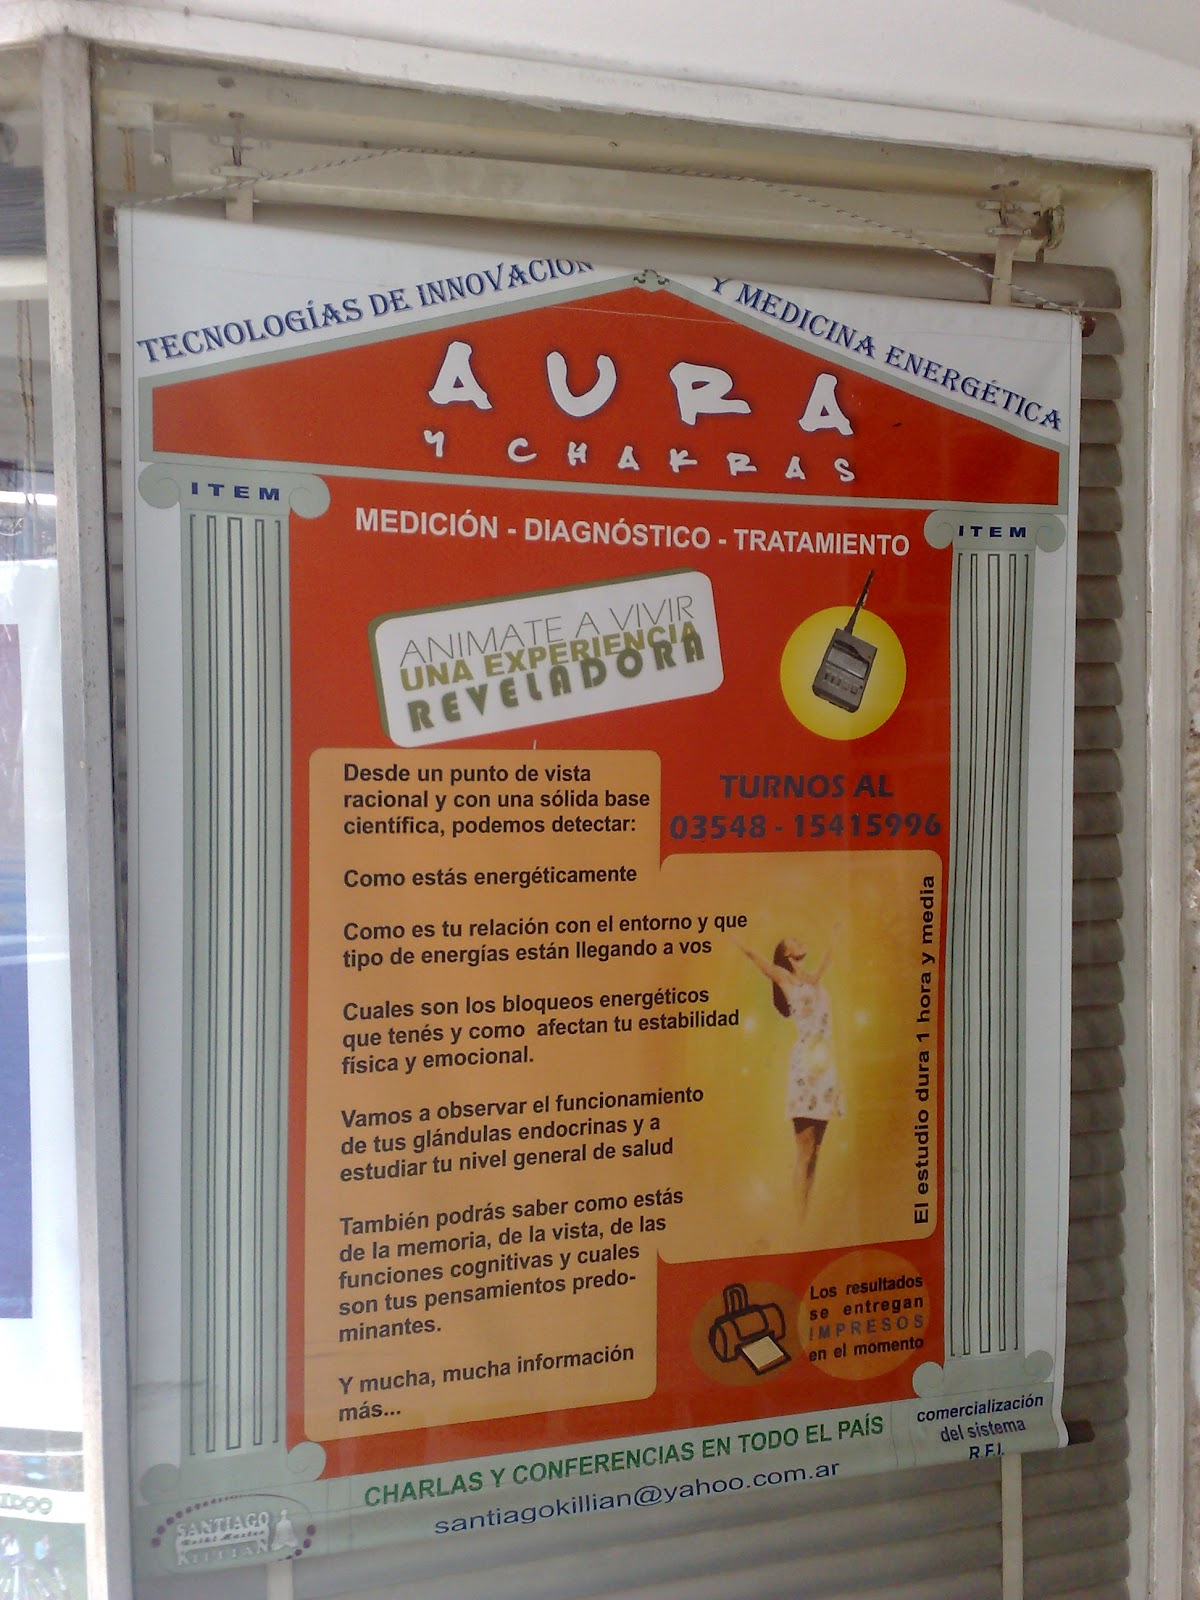 TECNOLOGÍAS DE INNOVACIÓN
Y MEDICINA ENERGÉTICA
AURA
Y CHAKRAS
ITEM
ITEM
MEDICIÓN - DIAGNÓSTICO - TRATAMIENTO
ANIMATE A VIVIR
UNA EXPERIENCIA
REVELADORA
TURNOS AL
03548 - 15415996
Desde un punto de vista
racional y con una sólida base
científica, podemos detectar:
Como estás energéticamente
Como es tu relación con el entorno y que
tipo de energías están llegando a vos
Cuales son los bloqueos energéticos
que tenés y como afectan tu estabilidad
física y emocional.
Vamos a observar el funcionamiento
de tus glándulas endocrinas y a
estudiar tu nivel general de salud
También podrás saber como estás
de la memoria, de la vista, de las
funciones cognitivas y cuales
son tus pensamientos predo-
minantes.
Y mucha, mucha información
más...
El estudio dura 1 hora y media
Los resultados
se entregan
IMPRESOS
en el momento
CHARLAS Y CONFERENCIAS EN TODO EL PAÍS
santiagokillian@yahoo.com.ar
comercialización
del sistema
R.F.I.
SANTIAGO
KILLIAN